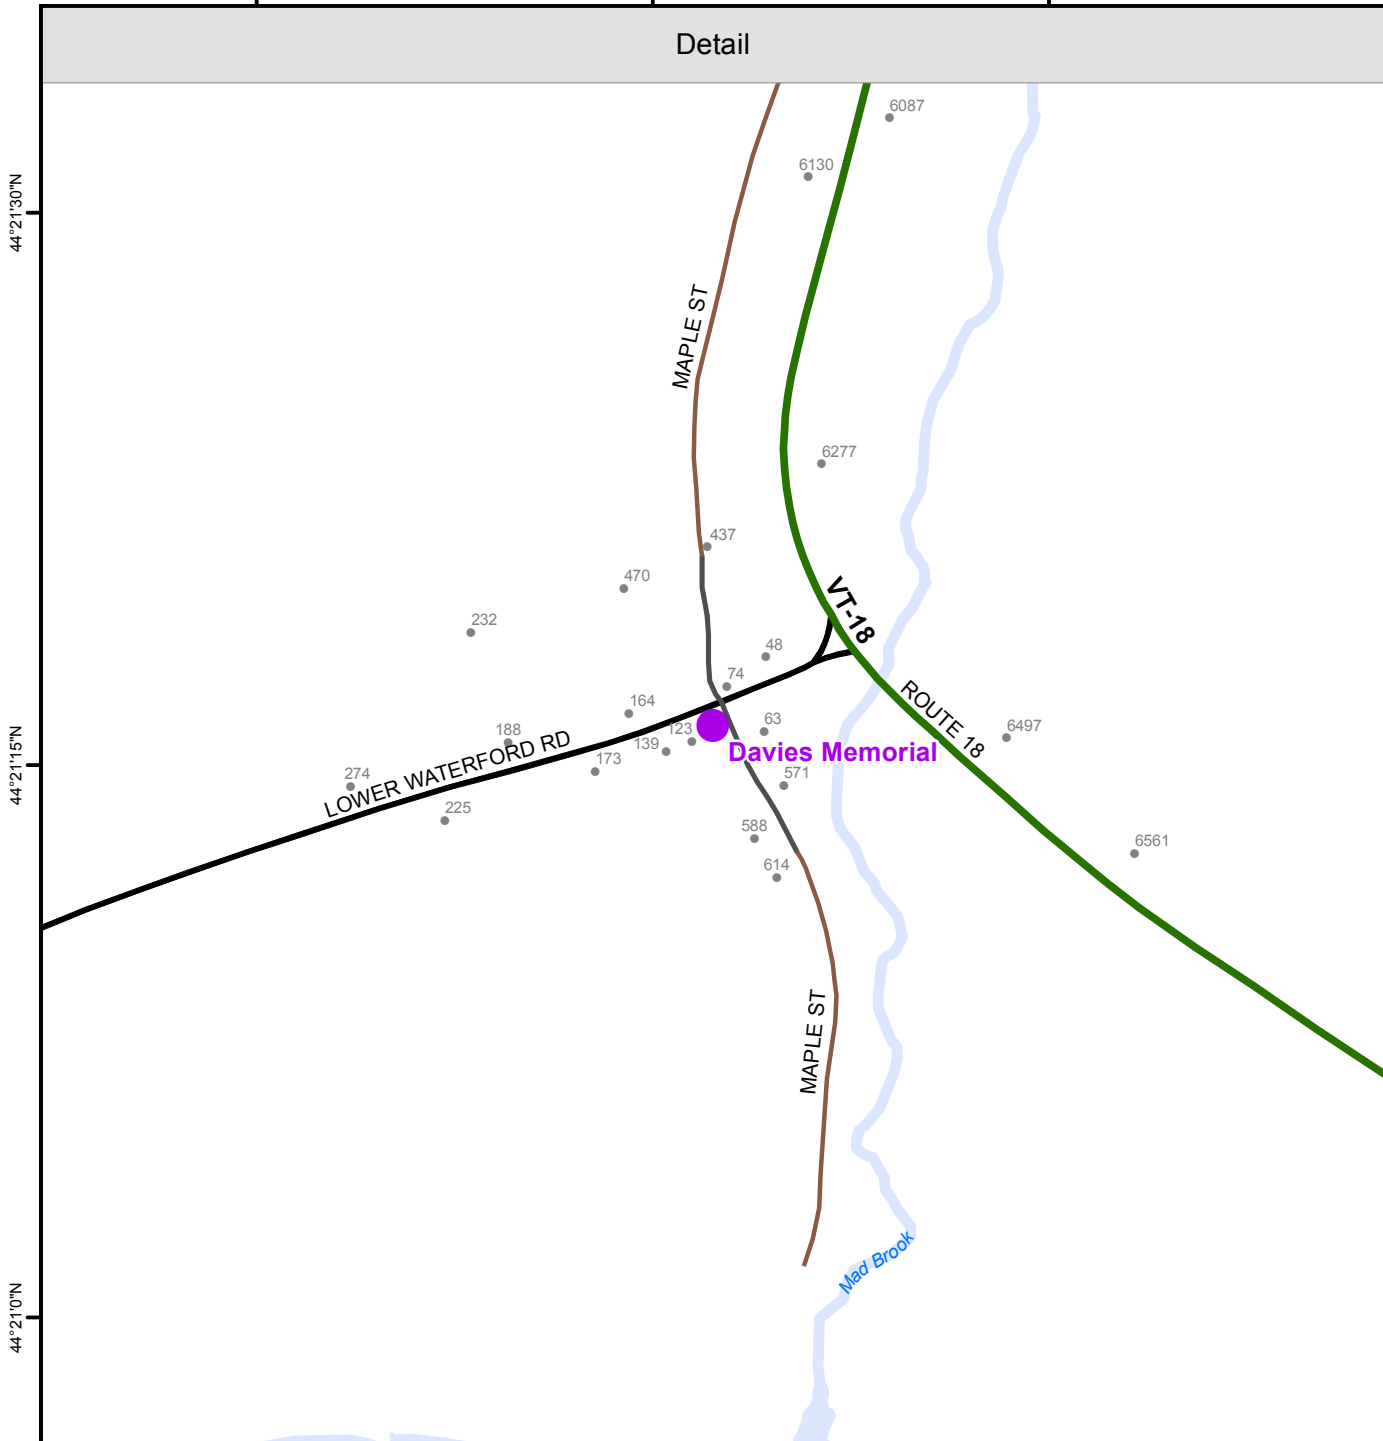 Detail
6087
6130
44°21'30"N
MAPLE ST
6277
437
470
VT-18
232
48
74
ROUTE 18
164
63
123
6497
188
LOWER WATERFORD RD
139
Davies Memorial
44°21'15"N
173
274
571
225
588
6561
614
MAPLE ST
Mad Brook
44°21'0"N